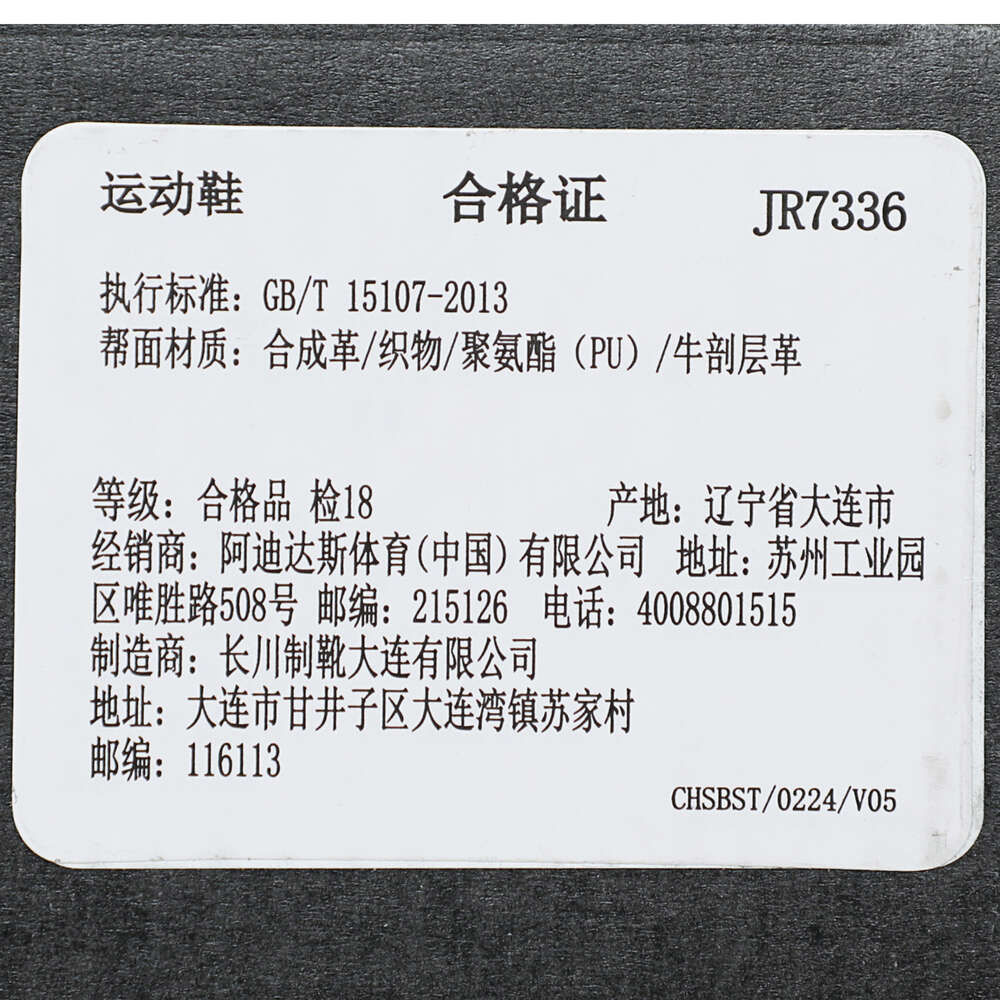 运动鞋 合格证 JR7336
执行标准：GB/T 15107-2013
帮面材质：合成革/织物/聚氨酯（PU）/牛剖层革
等级：合格品 检18 产地：辽宁省大连市
经销商：阿迪达斯体育(中国)有限公司 地址：苏州工业园
区唯胜路508号 邮编：215126 电话：4008801515
制造商：长川制靴大连有限公司
地址：大连市甘井子区大连湾镇苏家村
邮编：116113
CHSBST/0224/V05